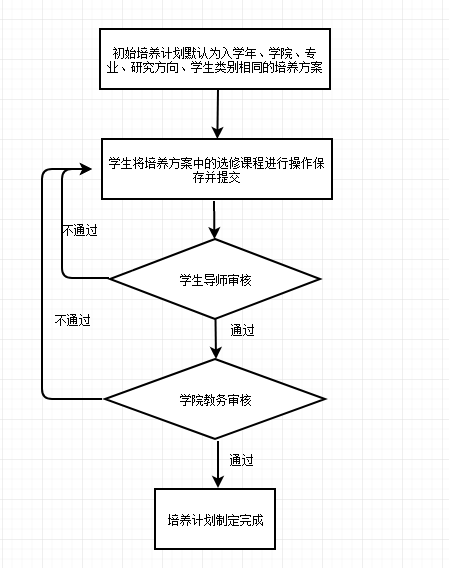 初始培养计划默认为入学年、学院、专
业、研究方向、学生类别相同的培养方案
学生将培养方案中的选修课程进行操作保
存并提交
不通过
学生导师审核
不通过
通过
学院教务审核
通过
培养计划制定完成